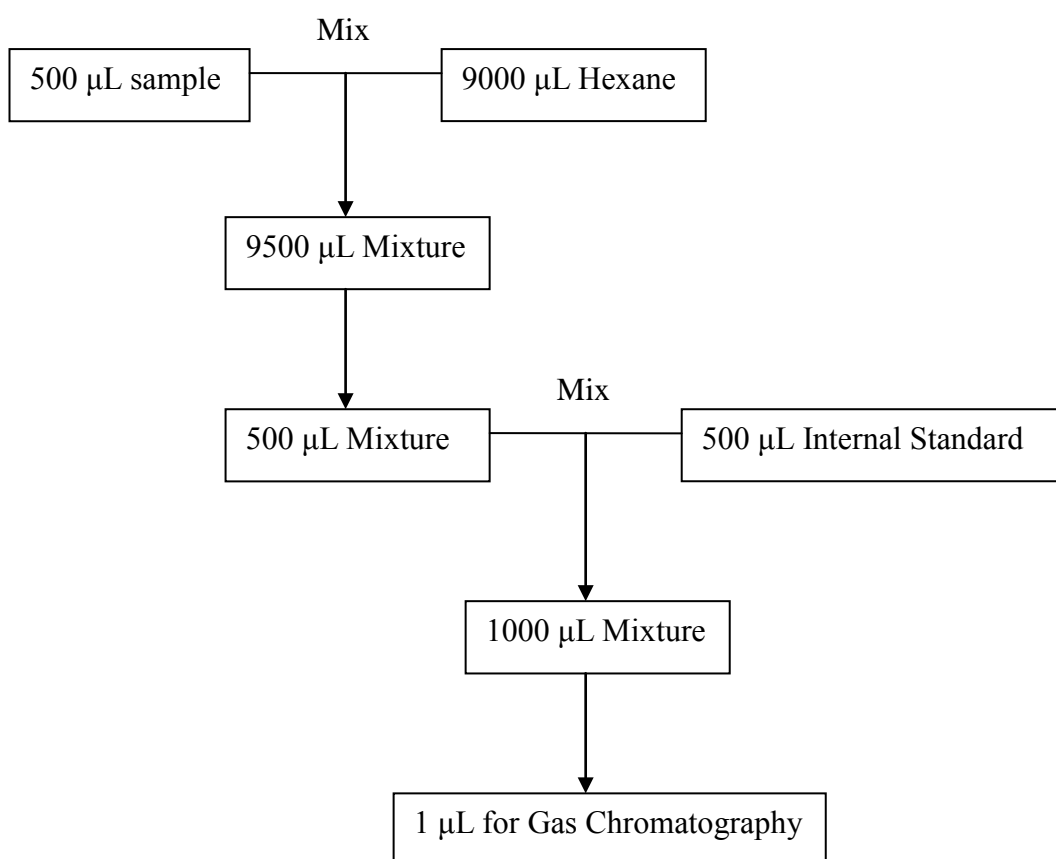 Mix
500 μL sample
9000 μL Hexane
9500 μL Mixture
Mix
500 μL Mixture
500 μL Internal Standard
1000 μL Mixture
1 μL for Gas Chromatography